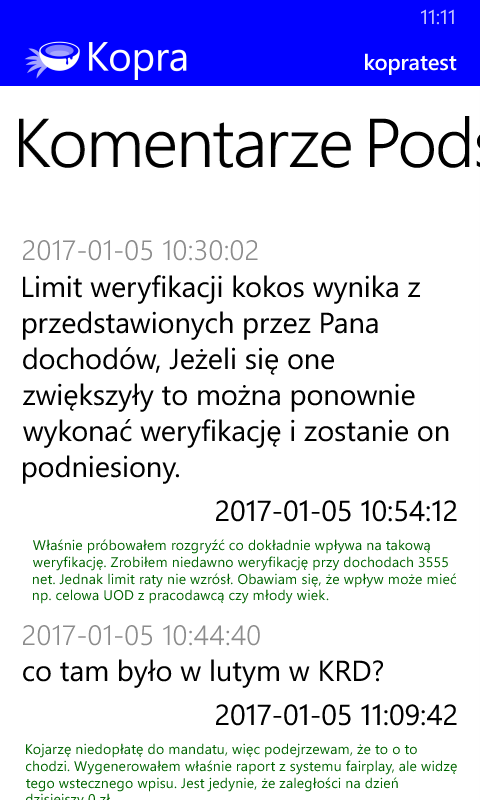 11:11
Kopra
kopratest
Komentarze Pods
2017-01-05 10:30:02
Limit weryfikacji kokos wynika z
przedstawionych przez Pana
dochodów, Jeżeli się one
zwiększyły to można ponownie
wykonać weryfikację i zostanie on
podniesiony.
2017-01-05 10:54:12
Właśnie próbowałem rozgryźć co dokładnie wpływa na takową
weryfikację. Zrobiłem niedawno weryfikację przy dochodach 3555
net. Jednak limit raty nie wzrósł. Obawiam się, że wpływ może mieć
np. celowa UOD z pracodawcą czy młody wiek.
2017-01-05 10:44:40
co tam było w lutym w KRD?
2017-01-05 11:09:42
Kojarzę niedopłatę do mandatu, więc podejrzewam, że to o to
chodzi. Wygenerowałem właśnie raport z systemu fairplay, ale widzę
tego wstecznego wpisu. Jest jedynie, że zaległości na dzień
dzisiejszy 0 zł